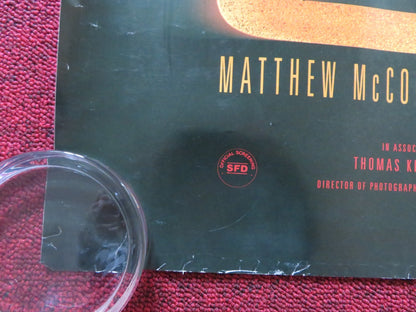 MATTHEW McCO
IN ASSOC
THOMAS K
DIRECTOR OF PHOTOGRAPH
OFFICIAL SCREENING
SFD